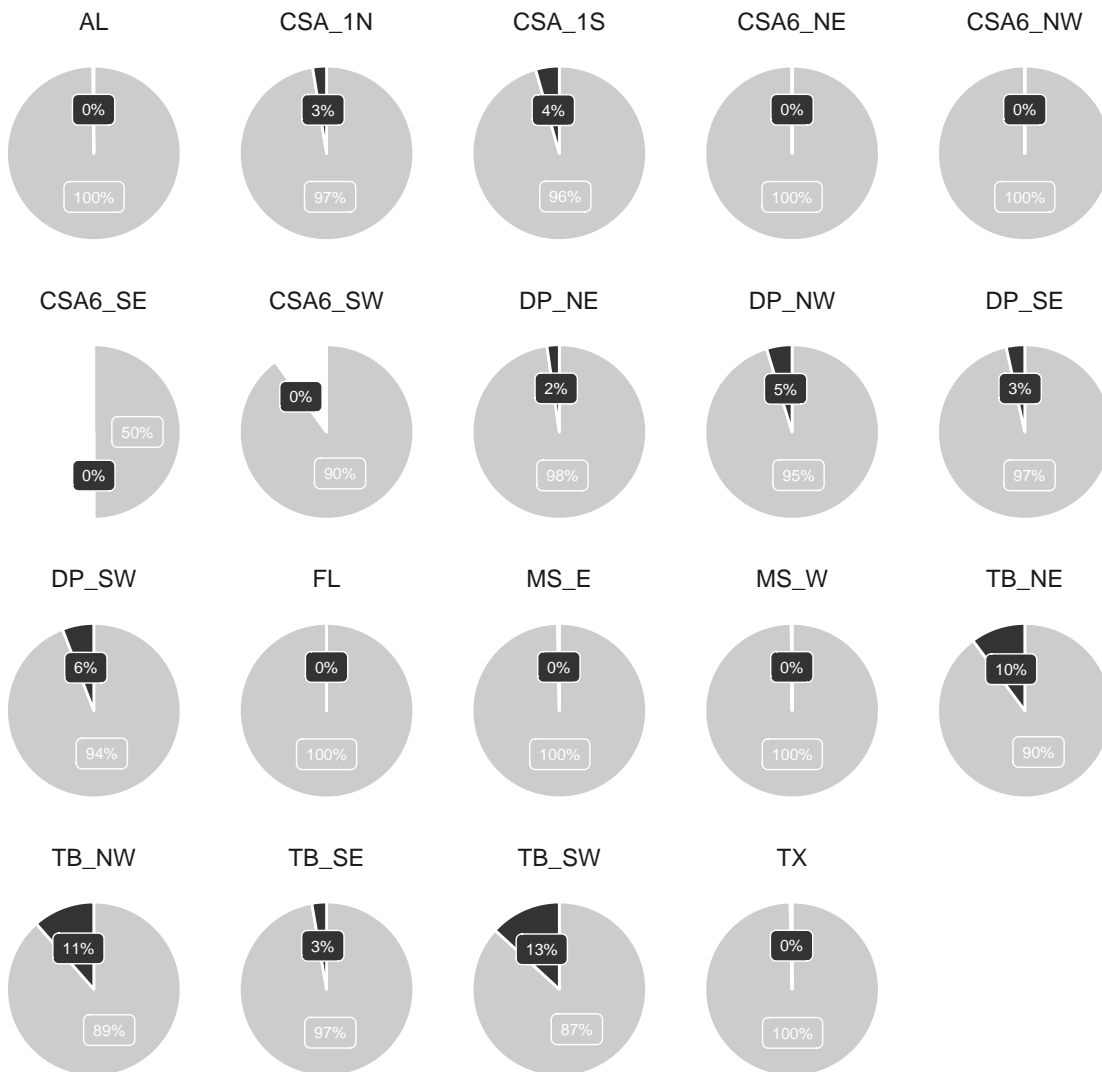 AL CSA_1N CSA_1S CSA6_NE CSA6_NW
0% 3% 4% 0% 0%
100% 97% 96% 100% 100%
CSA6_SE CSA6_SW DP_NE DP_NW DP_SE
0% 2% 5% 3%
50%
0% 90% 98% 95% 97%
DP_SW FL MS_E MS_W TB_NE
6% 0% 0% 0% 10%
94% 100% 100% 100% 90%
TB_NW TB_SE TB_SW TX
11% 3% 13% 0%
89% 97% 87% 100%